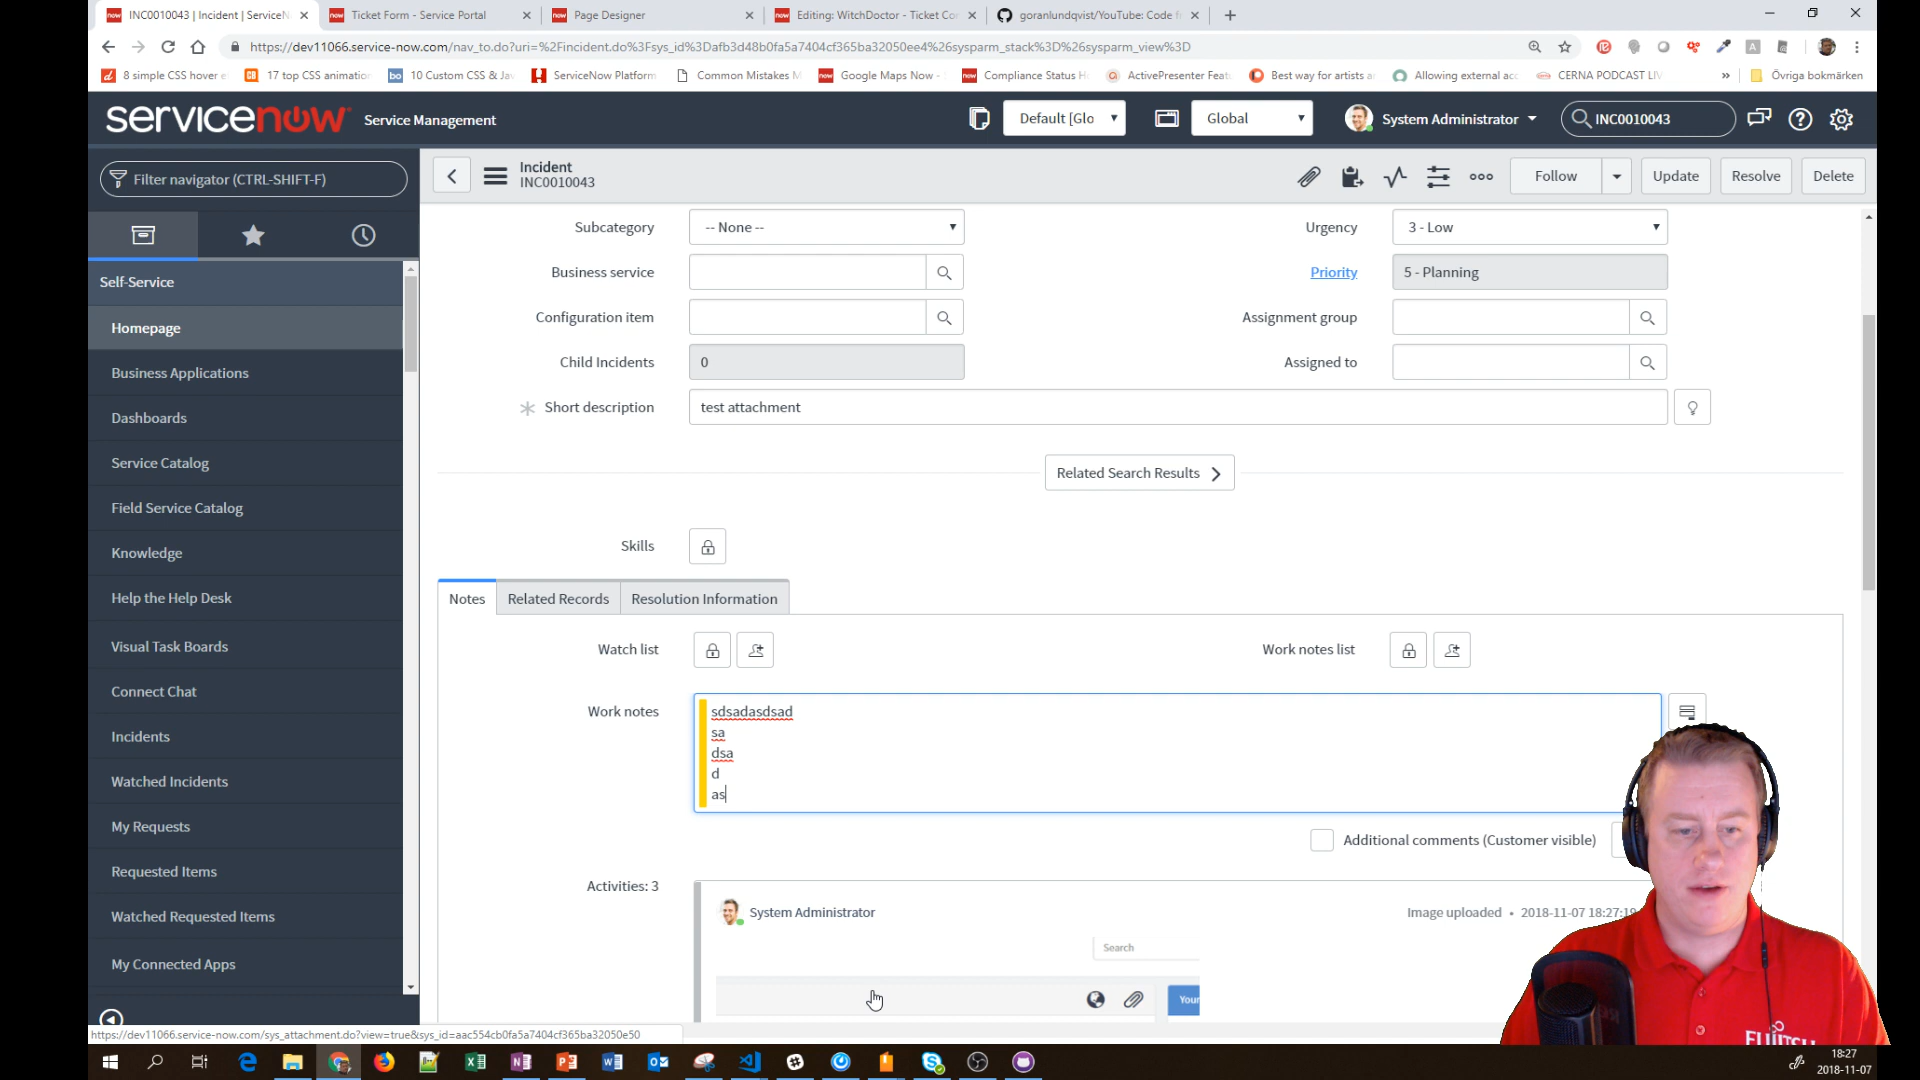 INC0010043 | Incident | ServiceN
Ticket Form - Service Portal
Page Designer
Editing: WitchDoctor - Ticket Co
goranlundqvist/YouTube: Code f
https://dev11066.service-now.com/nav_to.do?uri=%2Fincident.do%3Fsys_id%3Dafb3d48b0fa5a7404cf365ba32050ee4%26sysparm_stack%3D%26sysparm_view%3D
8 simple CSS hover e
17 top CSS animation
10 Custom CSS & Jav
ServiceNow Platform
Common Mistakes M
Google Maps Now -
Compliance Status H
ActivePresenter Feat
Best way for artists a
Allowing external acc
CERNA PODCAST LIV
»
Övriga bokmärken
servicenow Service Management
Default [Glo
Global
System Administrator
INC0010043
Filter navigator (CTRL-SHIFT-F)
Self-Service
Homepage
Business Applications
Dashboards
Service Catalog
Field Service Catalog
Knowledge
Help the Help Desk
Visual Task Boards
Connect Chat
Incidents
Watched Incidents
My Requests
Requested Items
Watched Requested Items
My Connected Apps
Incident
INC0010043
Follow
Update
Resolve
Delete
Subcategory
-- None --
Urgency
3 - Low
Business service
Priority
5 - Planning
Configuration item
Assignment group
Child Incidents
0
Assigned to
Short description
test attachment
Related Search Results
Skills
Notes
Related Records
Resolution Information
Watch list
Work notes list
Work notes
sdsadasdsad
sa
dsa
d
as
Additional comments (Customer visible)
Activities: 3
System Administrator
Image uploaded • 2018-11-07 18:27:19
Search
Your
https://dev11066.service-now.com/sys_attachment.do?view=true&sys_id=aac554cb0fa5a7404cf365ba32050e50
FUJITSU
18:27
2018-11-07